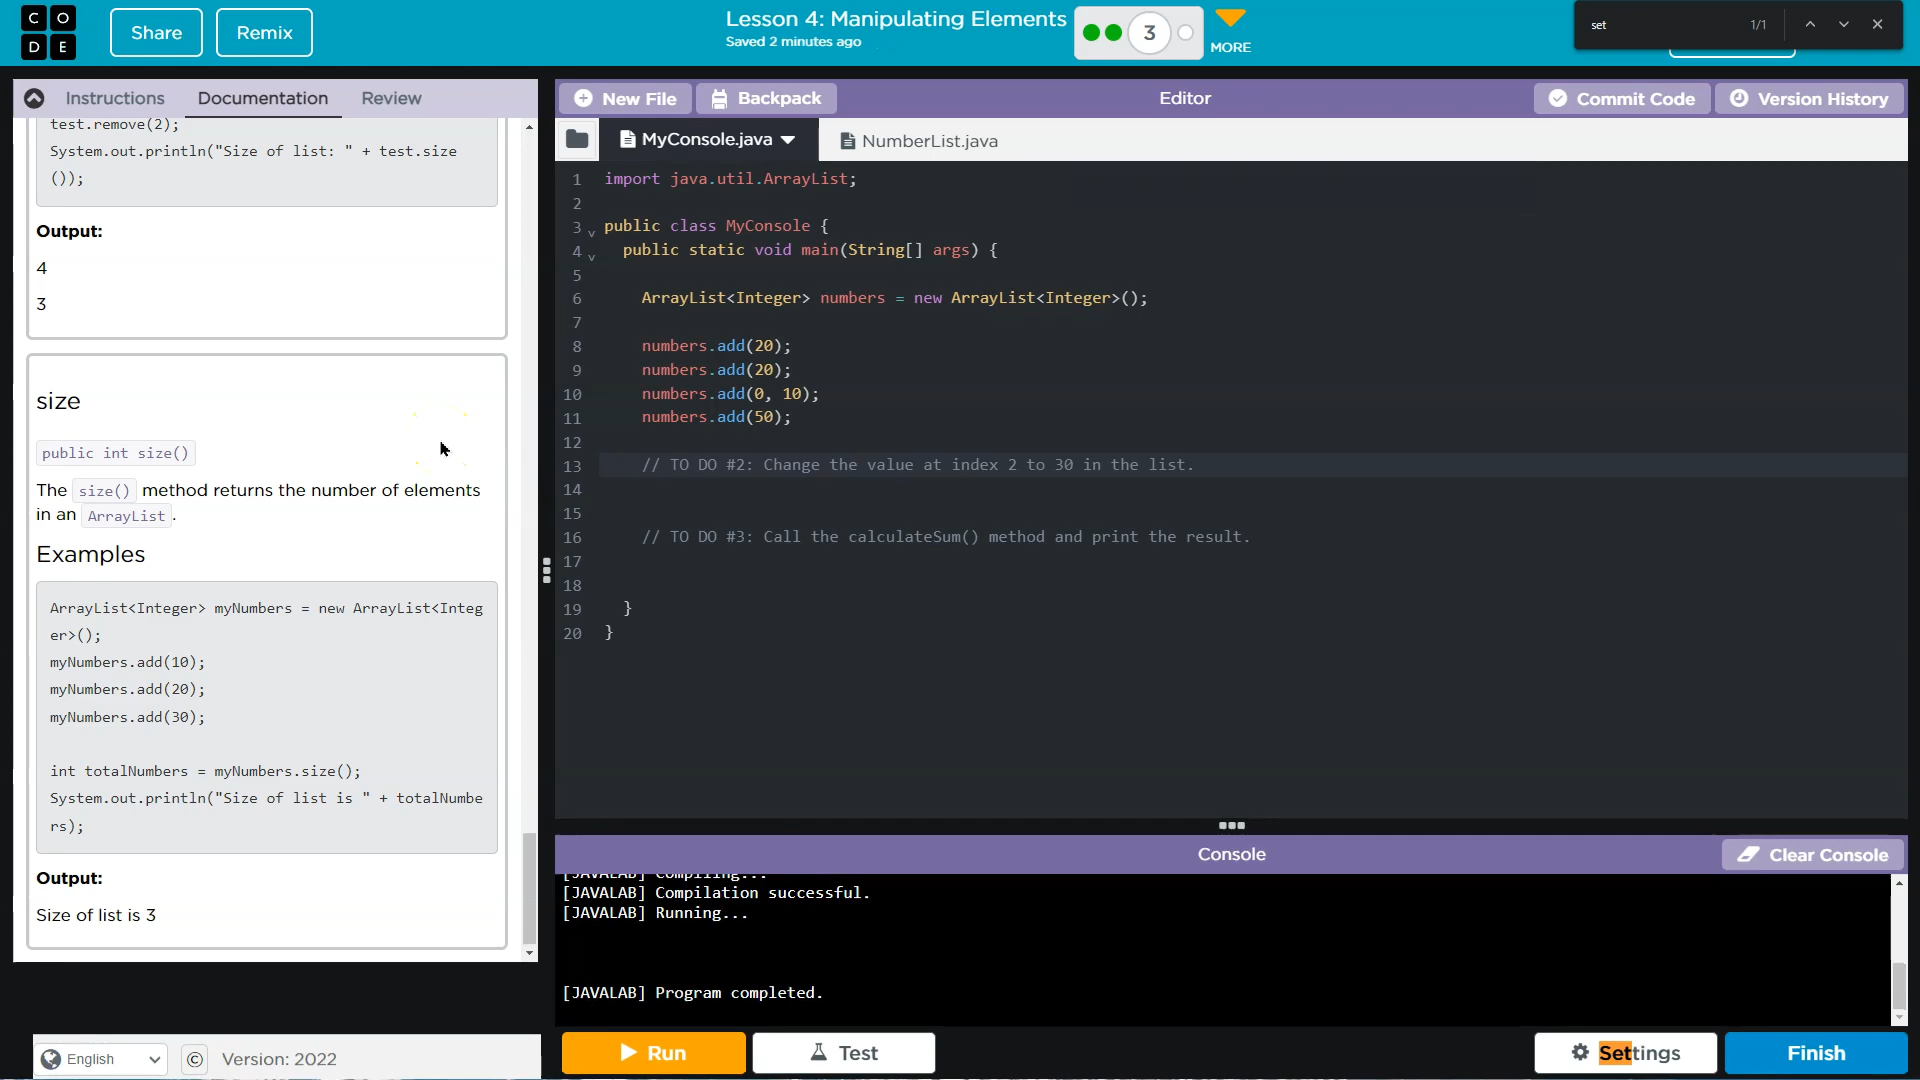 C O
D E
Share
Remix
Lesson 4: Manipulating Elements
Saved 2 minutes ago
3
MORE
set
1/1
Instructions
Documentation
Review
test.remove(2);
System.out.println("Size of list: " + test.size
());
Output:
4
3
size
public int size()
The size() method returns the number of elements
in an ArrayList .
Examples
ArrayList<Integer> myNumbers = new ArrayList<Integ
er>();
myNumbers.add(10);
myNumbers.add(20);
myNumbers.add(30);
int totalNumbers = myNumbers.size();
System.out.println("Size of list is " + totalNumbe
rs);
Output:
Size of list is 3
English
©
Version: 2022
New File
Backpack
Editor
Commit Code
Version History
MyConsole.java
NumberList.java
1 import java.util.ArrayList;
2
3 public class MyConsole {
4 public static void main(String[] args) {
5
6 ArrayList<Integer> numbers = new ArrayList<Integer>();
7
8 numbers.add(20);
9 numbers.add(20);
10 numbers.add(0, 10);
11 numbers.add(50);
12
13 // TO DO #2: Change the value at index 2 to 30 in the list.
14
15
16 // TO DO #3: Call the calculateSum() method and print the result.
17
18
19 }
20 }
Console
Clear Console
[JAVALAB] Compiling...
[JAVALAB] Compilation successful.
[JAVALAB] Running...
[JAVALAB] Program completed.
Run
Test
Settings
Finish